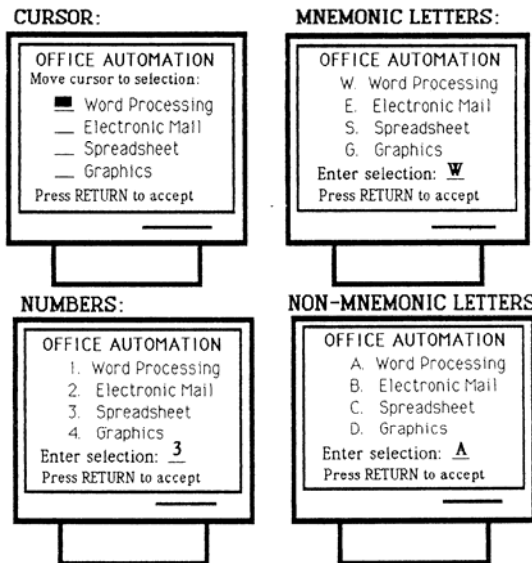 CURSOR:
OFFICE AUTOMATION
Move cursor to selection:
Word Processing
__ Electronic Mail
__ Spreadsheet
__ Graphics
Press RETURN to accept
MNEMONIC LETTERS:
OFFICE AUTOMATION
W. Word Processing
E. Electronic Mail
S. Spreadsheet
G. Graphics
Enter selection: W
Press RETURN to accept
NUMBERS:
OFFICE AUTOMATION
1. Word Processing
2. Electronic Mail
3. Spreadsheet
4. Graphics
Enter selection: 3
Press RETURN to accept
NON-MNEMONIC LETTERS
OFFICE AUTOMATION
A. Word Processing
B. Electronic Mail
C. Spreadsheet
D. Graphics
Enter selection: A
Press RETURN to accept